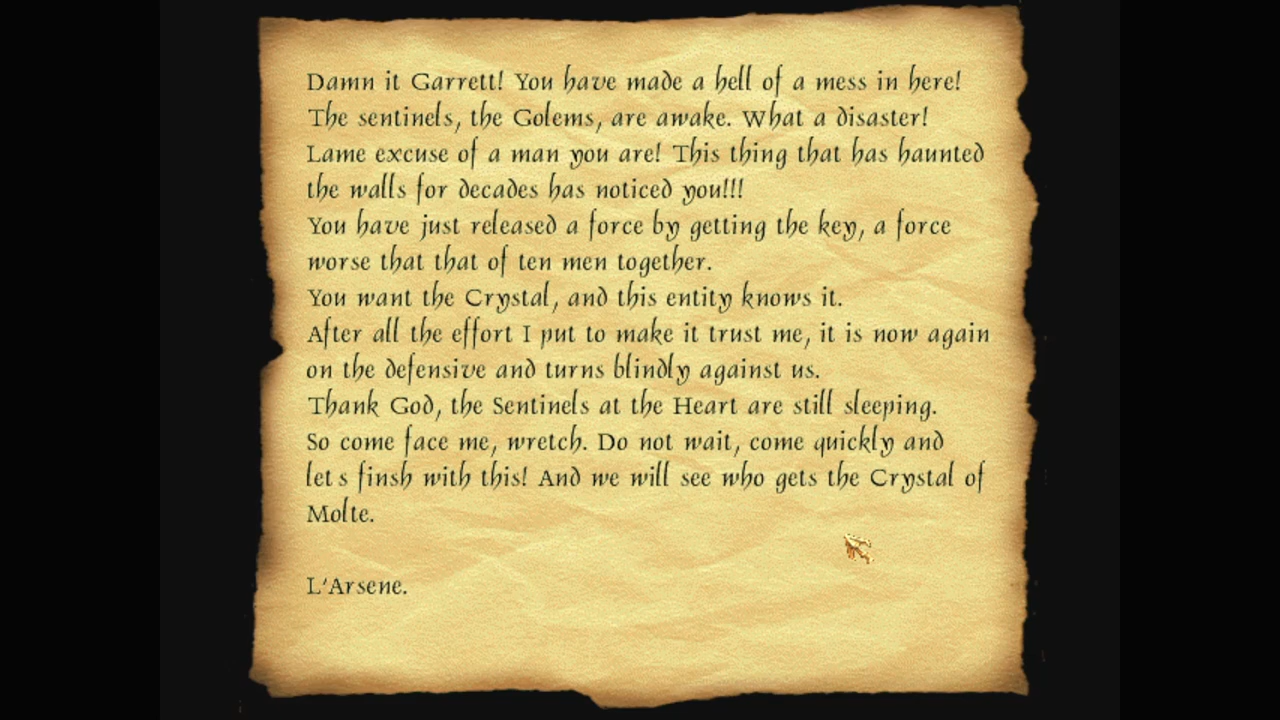 Damn it Garrett! You have made a hell of a mess in here!
The sentinels, the Golems, are awake. What a disaster!
Lame excuse of a man you are! This thing that has haunted
the walls for decades has noticed you!!!
You have just released a force by getting the key, a force
worse that that of ten men together.
You want the Crystal, and this entity knows it.
After all the effort I put to make it trust me, it is now again
on the defensive and turns blindly against us.
Thank God, the Sentinels at the Heart are still sleeping.
So come face me, wretch. Do not wait, come quickly and
let s finsh with this! And we will see who gets the Crystal of
Molte.
L'Arsene.